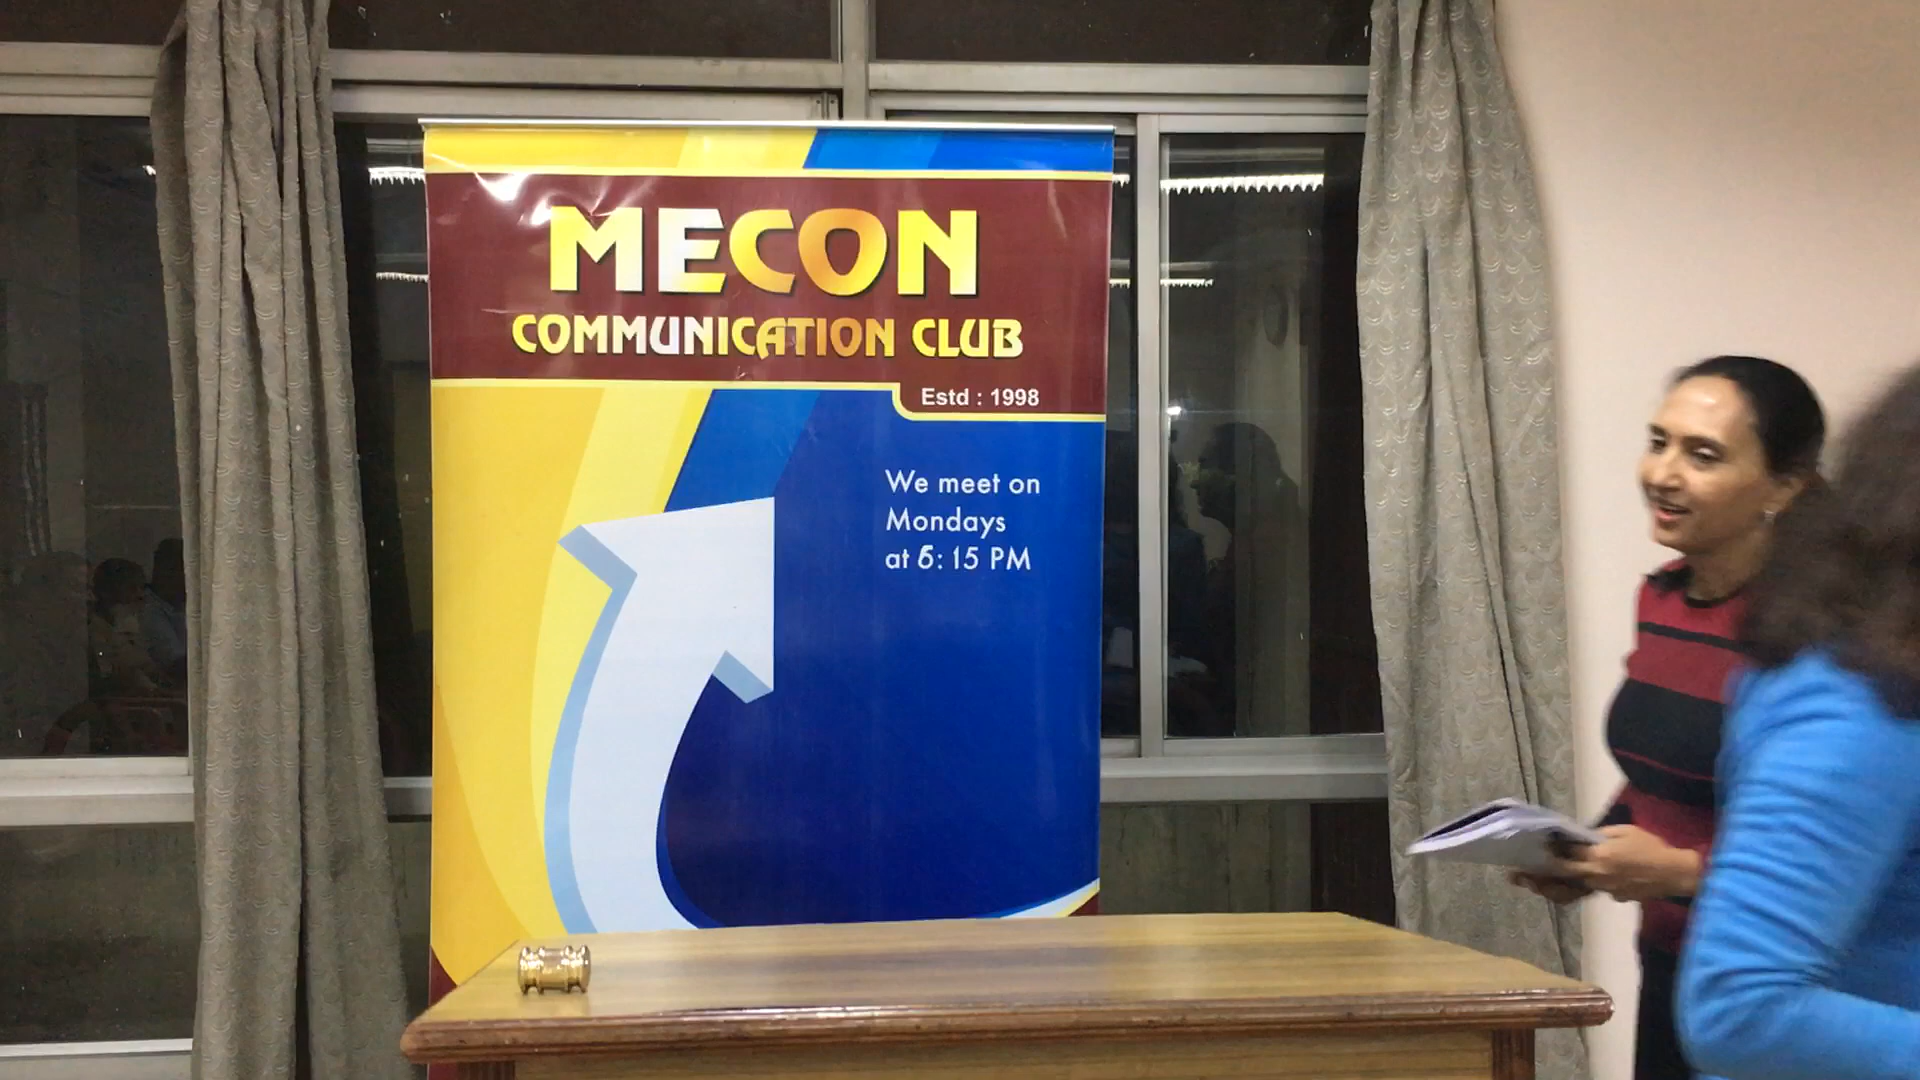 MECON
COMMUNICATION CLUB
Estd : 1998
We meet on
Mondays
at 6: 15 PM